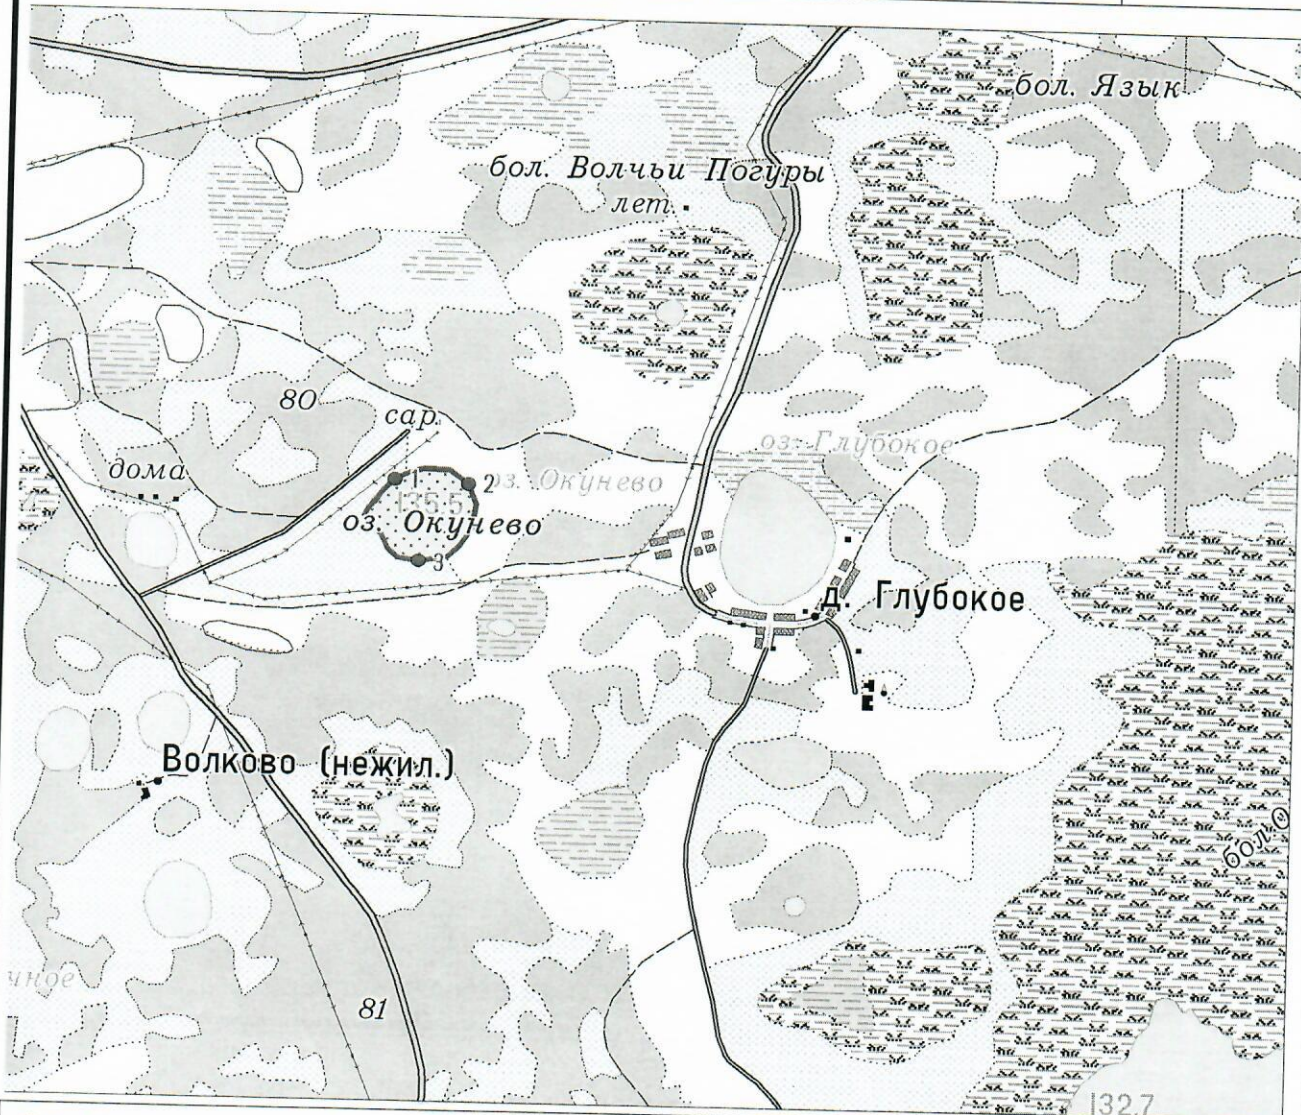 бол. Язык
бол. Волчьи Погуры
лет.
80
сар.
оз. Глубокое
дома
1
2
оз. Окунево
135.5
оз. Окунево
3
д. Глубокое
Волково (нежил.)
бол. О
чное
81
132.7